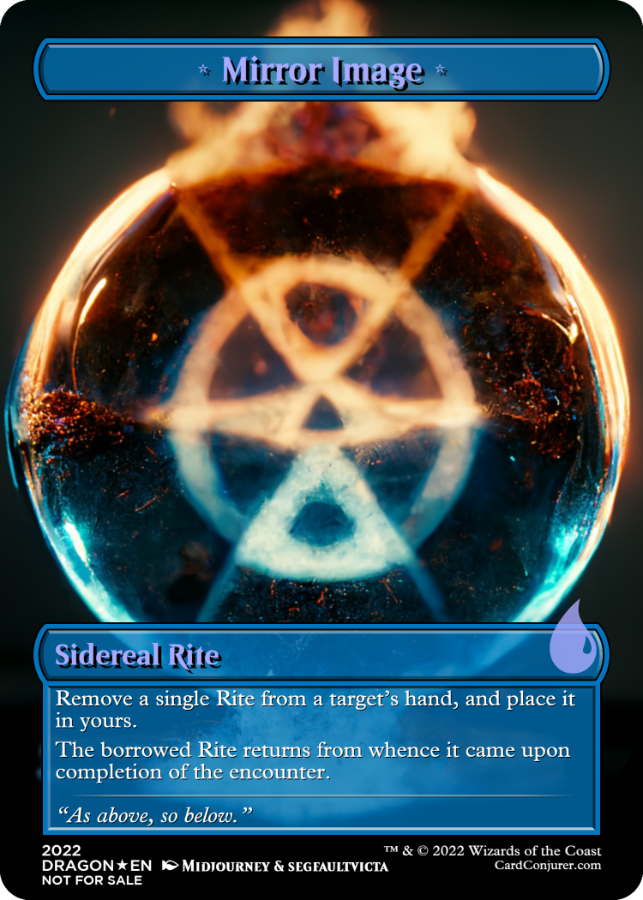 Mirror Image
Sidereal Rite
Remove a single Rite from a target's hand, and place it
in yours.
The borrowed Rite returns from whence it came upon
completion of the encounter.
“As above, so below.”
2022
DRAGON★EN Midjourney & segfaultvicta
NOT FOR SALE
™ & © 2022 Wizards of the Coast
CardConjurer.com